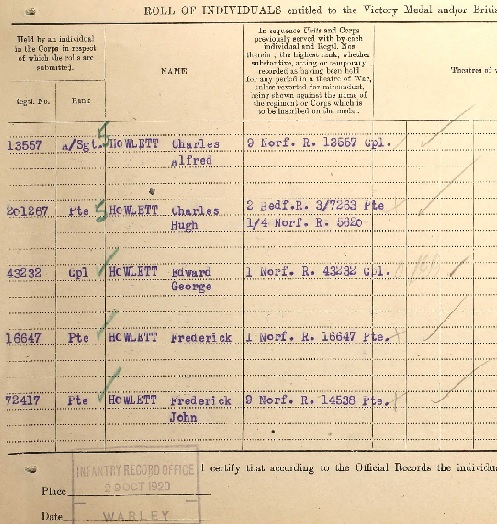 ROLL OF INDIVIDUALS entitled to the Victory Medal and/or Briti
Held by an individual
in the Corps in respect
of which the rolls are
submitted.
Regtl. No.
Rank
NAME
In sequence Units and Corps
previously served with by each
individual and Regtl. Nos
therein, the highest rank, whether
substantive, acting or temporary
recorded as having been held
for any period in a theatre of War,
unless reverted for misconduct,
being shown against the name of
the regiment or Corps which is
to be inscribed on the medal.
Theatres of w
13557 A/Sgt. HOWLETT Charles 9 Norf. R. 13557 Cpl.
Alfred
201267 Pte HOWLETT Charles 2 Bedf.R. 3/7233 Pte
Hugh 1/4 Norf. R. 5620
43232 Cpl HOWLETT Edward 1 Norf. R. 43232 Cpl.
George
16647 Pte HOWLETT Frederick 1 Norf. R. 16647 Pte.
72417 Pte HOWLETT Frederick 9 Norf. R. 14538 Pte.
John
I certify that according to the Official Records the individua
INFANTRY RECORD OFFICE
Place
2 OCT 1920
Date
WARLEY